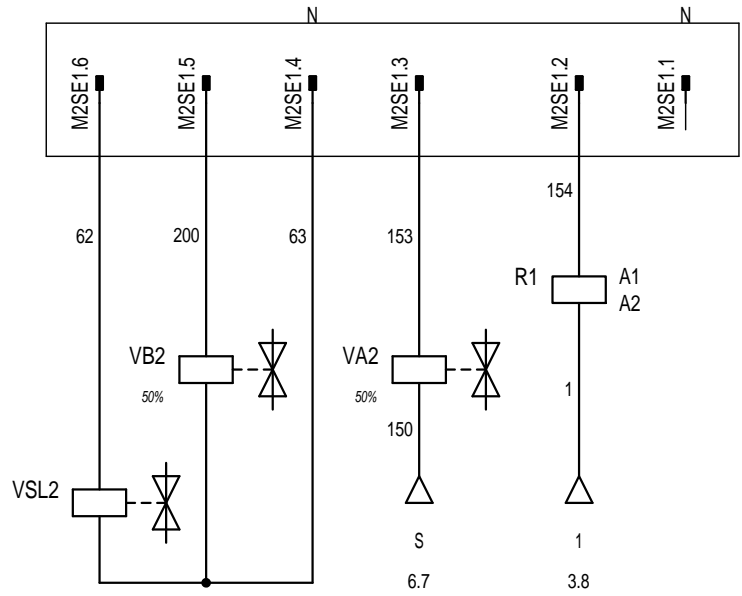 N
N
M2SE1.6
M2SE1.5
M2SE1.4
M2SE1.3
M2SE1.2
M2SE1.1
154
62
200
63
153
R1
A1
A2
VB2
VA2
50%
50%
1
150
VSL2
S
1
6.7
3.8